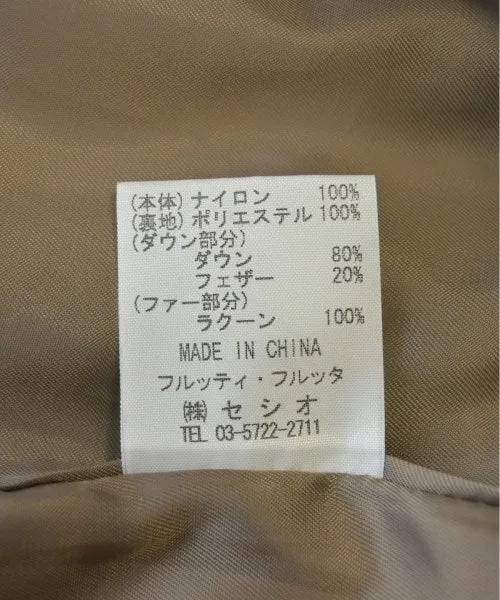 (本体) ナイロン 100%
(裏地) ポリエステル 100%
(ダウン部分)
ダウン 80%
フェザー 20%
(ファー部分)
ラクーン 100%
MADE IN CHINA
フルッティ・フルッタ
㈱ セシオ
TEL 03-5722-2711